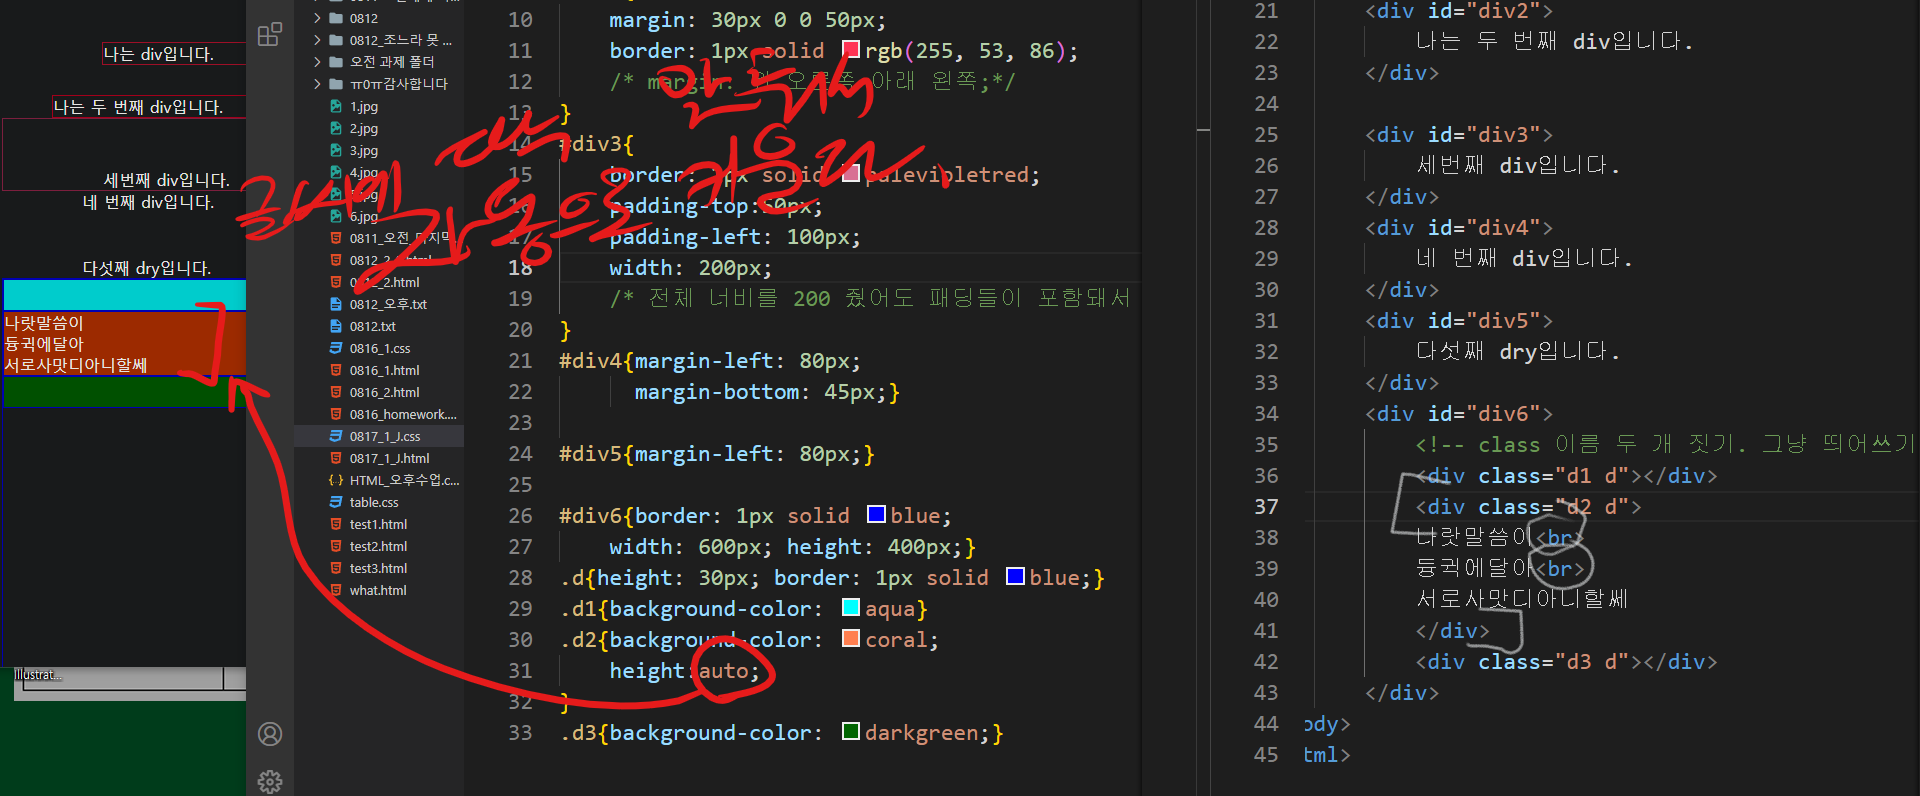 나는 div입니다.
나는 두 번째 div입니다.
세번째 div입니다.
네 번째 div입니다.
다섯째 dry입니다.
나랏말씀이
듕귁에달아
서로사맛디아니할쎄
Illustrat...
0812
0812_조느라 못 ...
오전 과제 폴더
ㅠ0ㅠ감사합니다
1.jpg
2.jpg
3.jpg
4.jpg
6.jpg
0811_오전
0812_2
_2.html
0812_오후.txt
0812.txt
0816_1.css
0816_1.html
0816_2.html
0816_homework....
0817_1_J.css
0817_1_J.html
HTML_오후수업.c...
table.css
test1.html
test2.html
test3.html
what.html
글씨에 딱
맞춰서
자동으로 커올라
10 margin: 30px 0 0 50px;
11 border: 1px solid rgb(255, 53, 86);
12 /* margin: 위 오른쪽 아래 왼쪽;*/
13 }
14 #div3{
15 border: 1px solid palevioletred;
16 padding-top:50px;
17 padding-left: 100px;
18 width: 200px;
19 /* 전체 너비를 200 줬어도 패딩들이 포함돼서
20 }
21 #div4{margin-left: 80px;
22 margin-bottom: 45px;}
23
24 #div5{margin-left: 80px;}
25
26 #div6{border: 1px solid blue;
27 width: 600px; height: 400px;}
28 .d{height: 30px; border: 1px solid blue;}
29 .d1{background-color: aqua}
30 .d2{background-color: coral;
31 height:auto;
32 }
33 .d3{background-color: darkgreen;}
21 <div id="div2">
22 나는 두 번째 div입니다.
23 </div>
24
25 <div id="div3">
26 세번째 div입니다.
27 </div>
28 <div id="div4">
29 네 번째 div입니다.
30 </div>
31 <div id="div5">
32 다섯째 dry입니다.
33 </div>
34 <div id="div6">
35 <!-- class 이름 두 개 짓기. 그냥 띄어쓰기
36 <div class="d1 d"></div>
37 <div class="d2 d">
38 나랏말씀이<br>
39 듕귁에달아<br>
40 서로사맛디아니할쎄
41 </div>
42 <div class="d3 d"></div>
43 </div>
44 ody>
45 tml>